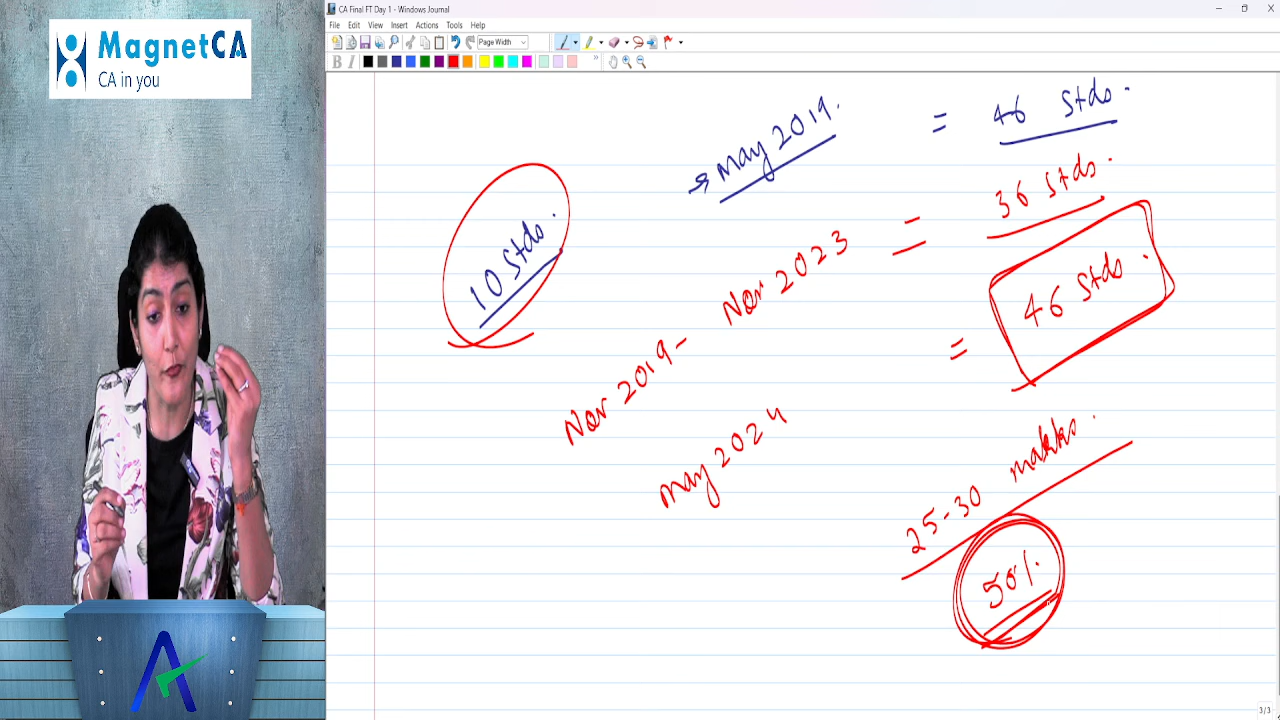 MagnetCA
CA in you
CA Final FT Day 1 - Windows Journal
File Edit View Insert Actions Tools Help
Page Width
B I
→ May 2019. = 46 Stds.
10 Stds.
Nov 2019 - Nov 2023 = 36 Stds.
May 2024 = 46 Stds.
25-30 marks.
50%.
3/3